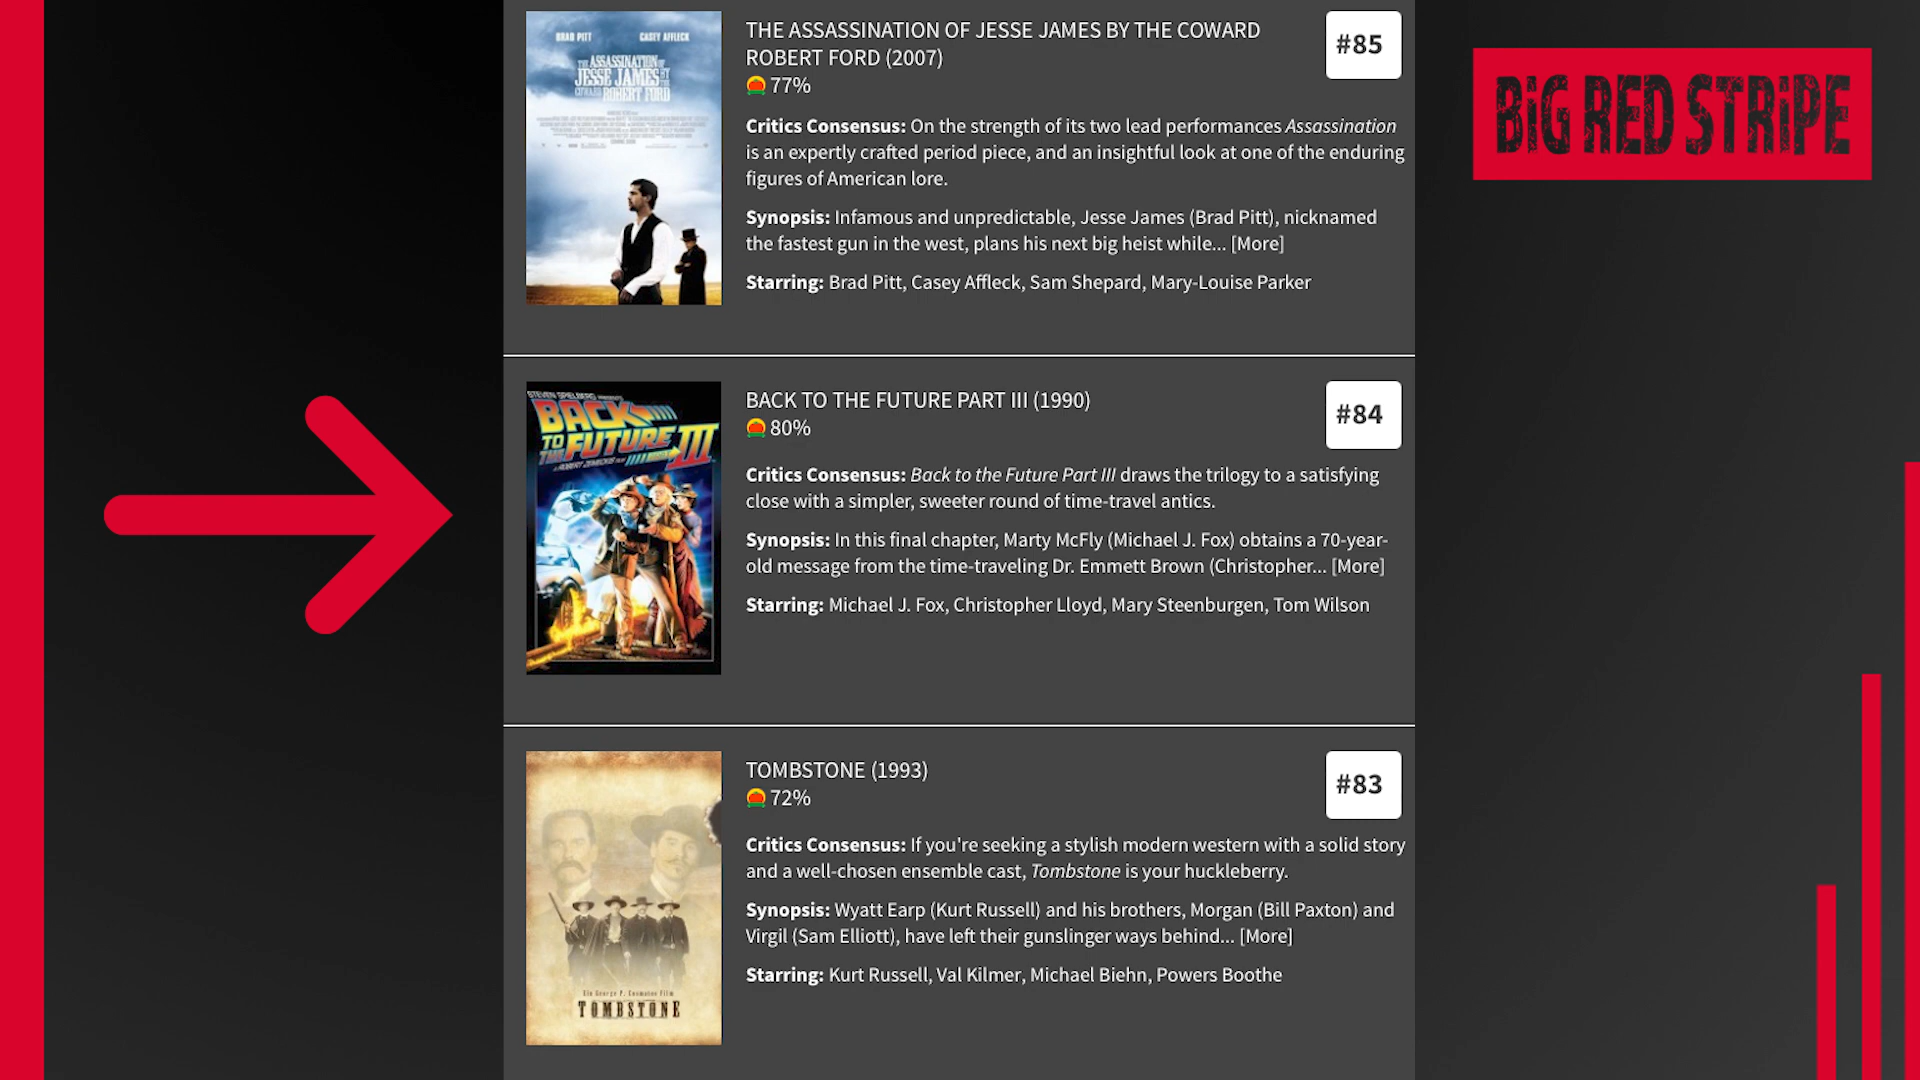 BRAD PITT CASEY AFFLECK
THE ASSASSINATION OF
JESSE JAMES BY THE
COWARD ROBERT FORD
THE ASSASSINATION OF JESSE JAMES BY THE COWARD
ROBERT FORD (2007)
77%
#85
Critics Consensus: On the strength of its two lead performances Assassination
is an expertly crafted period piece, and an insightful look at one of the enduring
figures of American lore.
Synopsis: Infamous and unpredictable, Jesse James (Brad Pitt), nicknamed
the fastest gun in the west, plans his next big heist while... [More]
Starring: Brad Pitt, Casey Affleck, Sam Shepard, Mary-Louise Parker
BiG RED STRiPE
STEVEN SPIELBERG PRESENTS
BACK
TO
THE FUTURE III
A ROBERT ZEMECKIS FILM
BACK TO THE FUTURE PART III (1990)
80%
#84
Critics Consensus: Back to the Future Part III draws the trilogy to a satisfying
close with a simpler, sweeter round of time-travel antics.
Synopsis: In this final chapter, Marty McFly (Michael J. Fox) obtains a 70-year-
old message from the time-traveling Dr. Emmett Brown (Christopher... [More]
Starring: Michael J. Fox, Christopher Lloyd, Mary Steenburgen, Tom Wilson
Ein George P. Cosmatos Film
TOMBSTONE
TOMBSTONE (1993)
72%
#83
Critics Consensus: If you're seeking a stylish modern western with a solid story
and a well-chosen ensemble cast, Tombstone is your huckleberry.
Synopsis: Wyatt Earp (Kurt Russell) and his brothers, Morgan (Bill Paxton) and
Virgil (Sam Elliott), have left their gunslinger ways behind... [More]
Starring: Kurt Russell, Val Kilmer, Michael Biehn, Powers Boothe